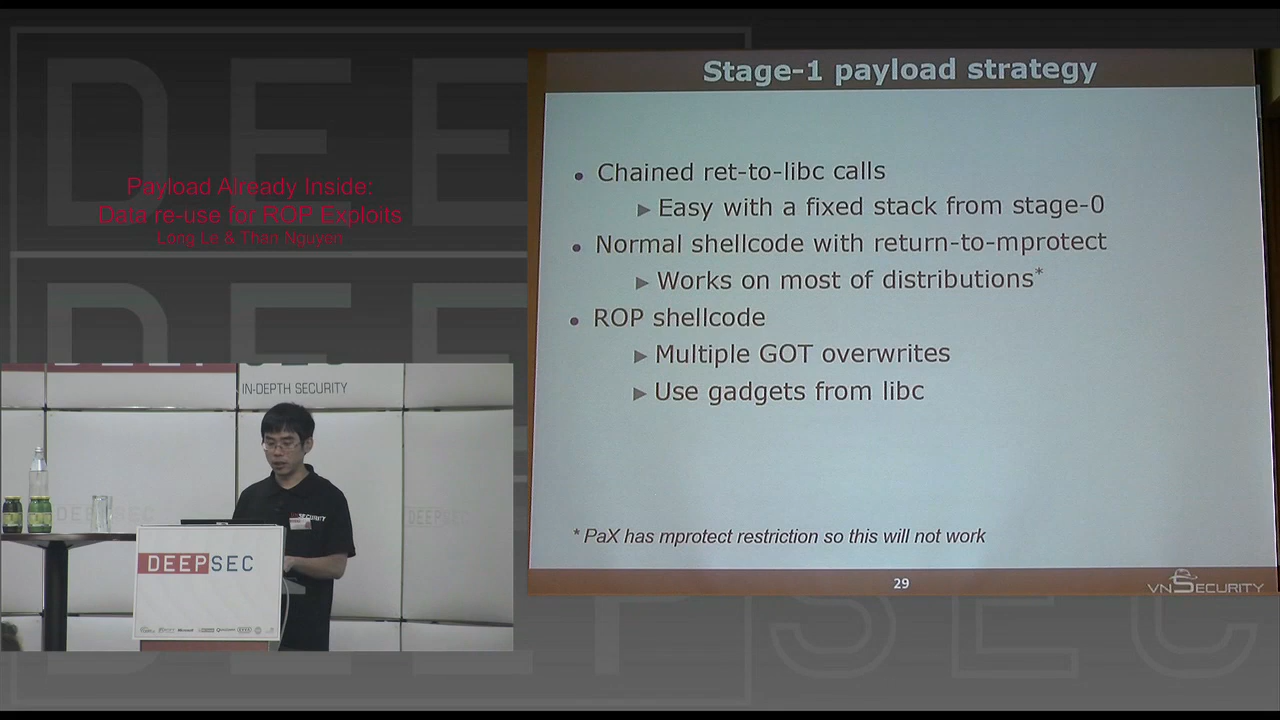 Payload Already Inside:
Data re-use for ROP Exploits
Long Le & Than Nguyen
IN-DEPTH SECURITY
DEEPSEC
DEEPSEC
DEEPSEC
Stage-1 payload strategy
• Chained ret-to-libc calls
► Easy with a fixed stack from stage-0
• Normal shellcode with return-to-mprotect
► Works on most of distributions*
• ROP shellcode
► Multiple GOT overwrites
► Use gadgets from libc
* PaX has mprotect restriction so this will not work
29
VNSECURITY